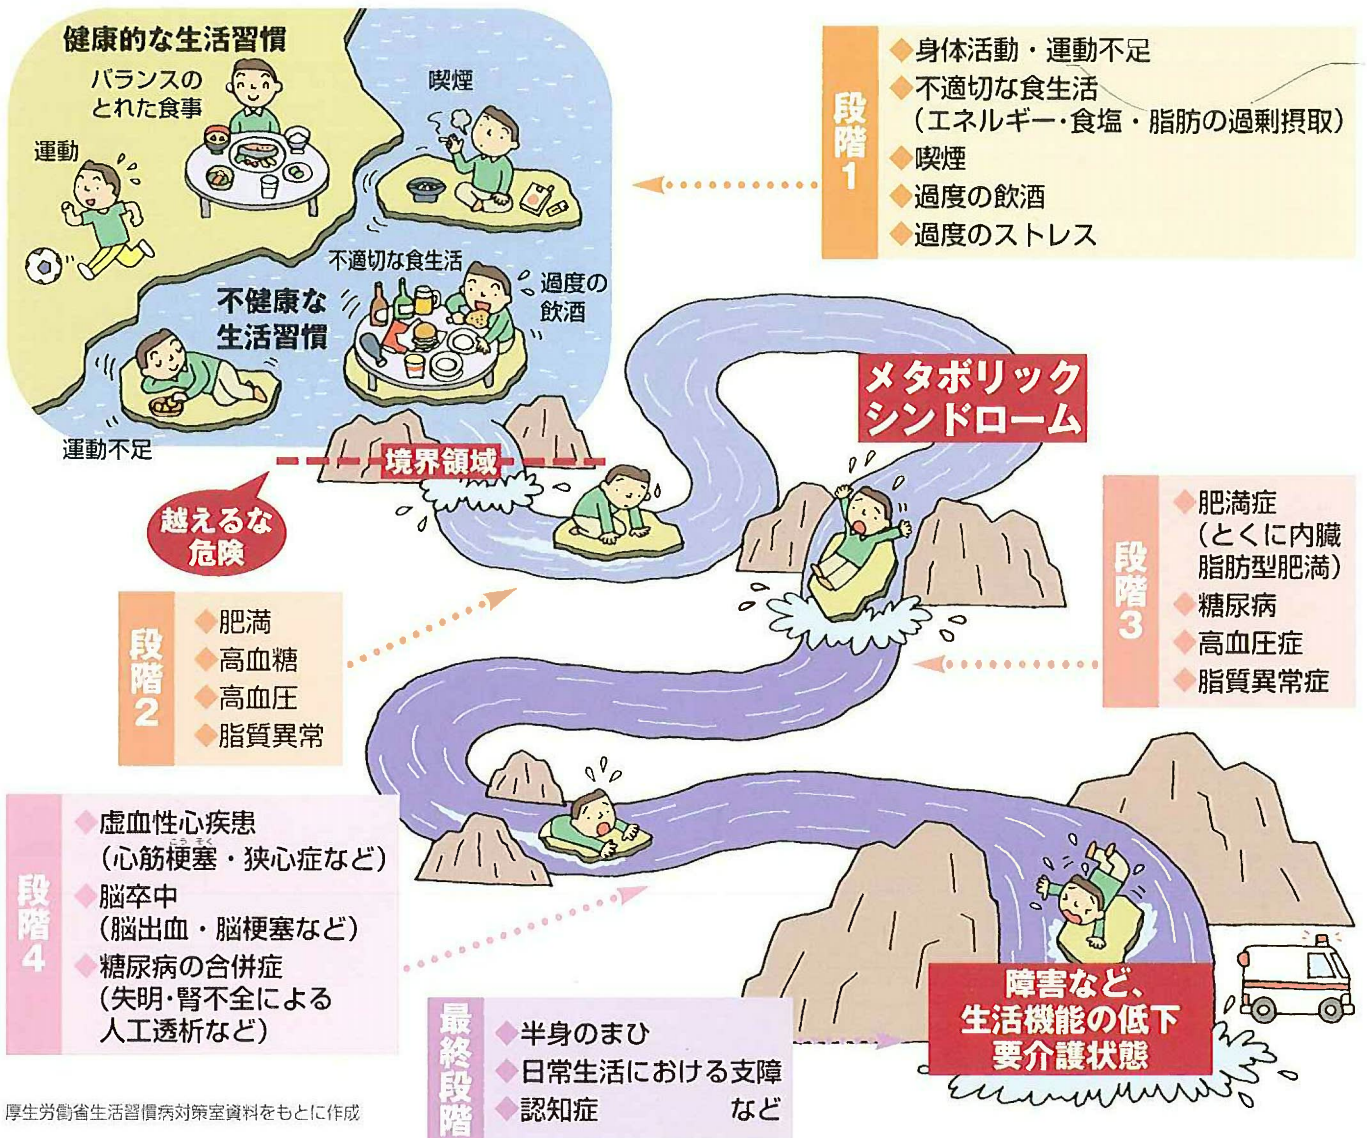 健康的な生活習慣
バランスの
とれた食事
運動
喫煙
不適切な食生活
過度の
飲酒
不健康な
生活習慣
運動不足
境界領域
越えるな
危険
段階1
◆身体活動・運動不足
◆不適切な食生活
(エネルギー・食塩・脂肪の過剰摂取)
◆喫煙
◆過度の飲酒
◆過度のストレス
段階2
◆肥満
◆高血糖
◆高血圧
◆脂質異常
メタボリック
シンドローム
段階3
◆肥満症
(とくに内臓
脂肪型肥満)
◆糖尿病
◆高血圧症
◆脂質異常症
段階4
◆虚血性心疾患
こうそく
(心筋梗塞・狭心症など)
◆脳卒中
(脳出血・脳梗塞など)
◆糖尿病の合併症
(失明・腎不全による
人工透析など)
最終段階
◆半身のまひ
◆日常生活における支障
◆認知症 など
障害など、
生活機能の低下
要介護状態
厚生労働省生活習慣病対策室資料をもとに作成